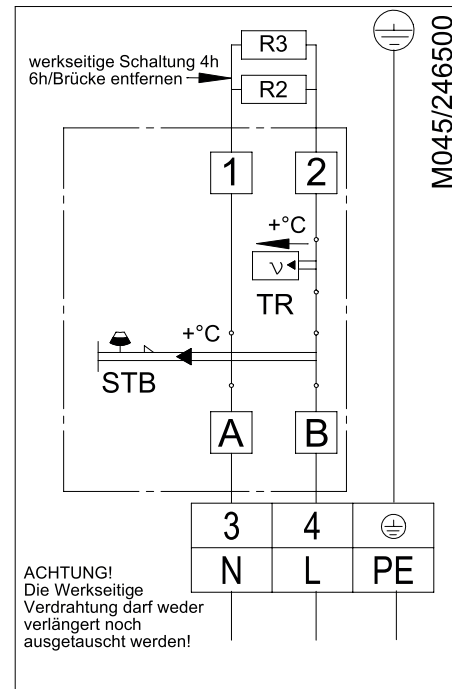 M045/246500
R3
werkseitige Schaltung 4h
6h/Brücke entfernen
R2
1 2
+°C
ν
TR
+°C
STB
A B
3 4
N L PE
ACHTUNG!
Die Werkseitige
Verdrahtung darf weder
verlängert noch
ausgetauscht werden!